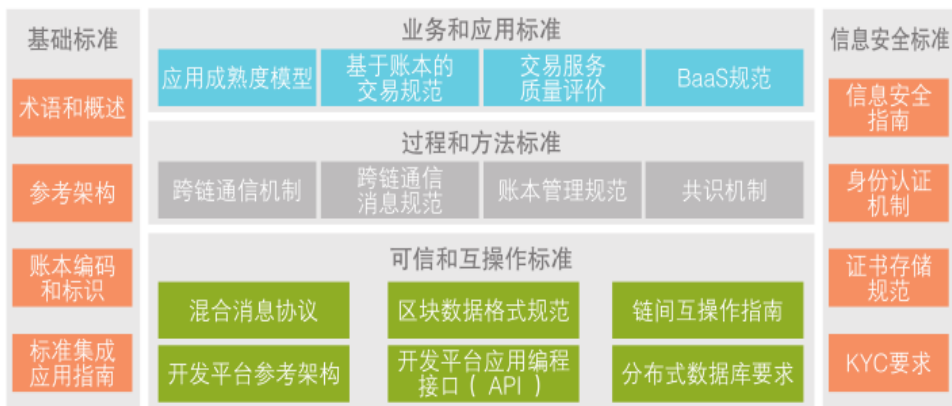 基础标准
术语和概述
参考架构
账本编码
和标识
标准集成
应用指南
业务和应用标准
应用成熟度模型
基于账本的
交易规范
交易服务
质量评价
BaaS规范
过程和方法标准
跨链通信机制
跨链通信
消息规范
账本管理规范
共识机制
可信和互操作标准
混合消息协议
区块数据格式规范
链间互操作指南
开发平台参考架构
开发平台应用编程
接口（ API ）
分布式数据库要求
信息安全标准
信息安全
指南
身份认证
机制
证书存储
规范
KYC要求